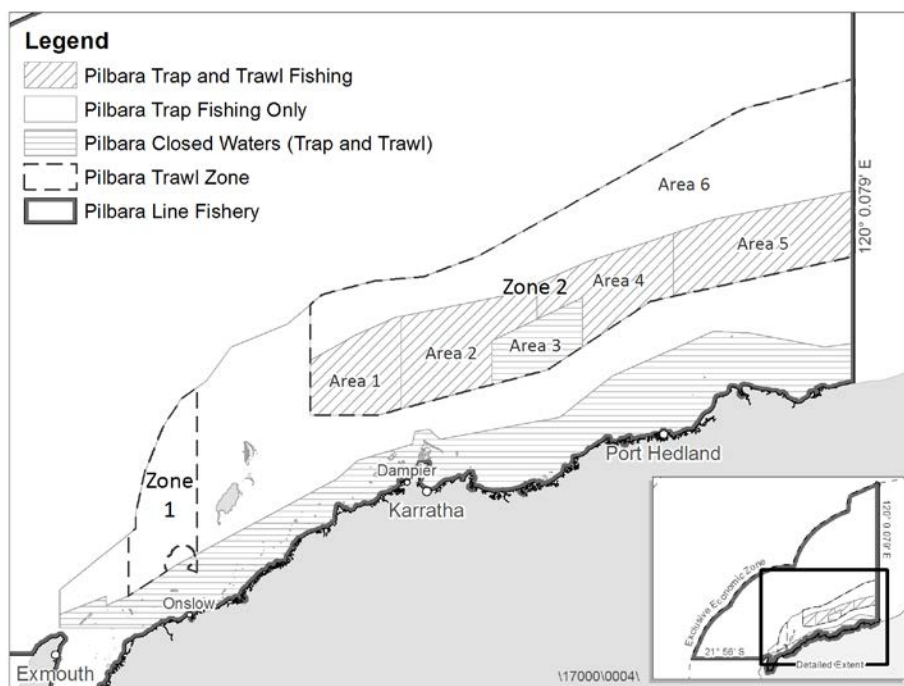 Legend
Pilbara Trap and Trawl Fishing
Pilbara Trap Fishing Only
Pilbara Closed Waters (Trap and Trawl)
Pilbara Trawl Zone
Pilbara Line Fishery
120° 0.079' E
Area 6
Area 5
Zone 2
Area 4
Area 3
Area 2
Area 1
Zone
1
Port Hedland
Dampier
Karratha
Onslow
Exmouth
\17000\0004\
Exclusive Economic Zone
120° 0.079' E
21° 56' S
Detailed Extent